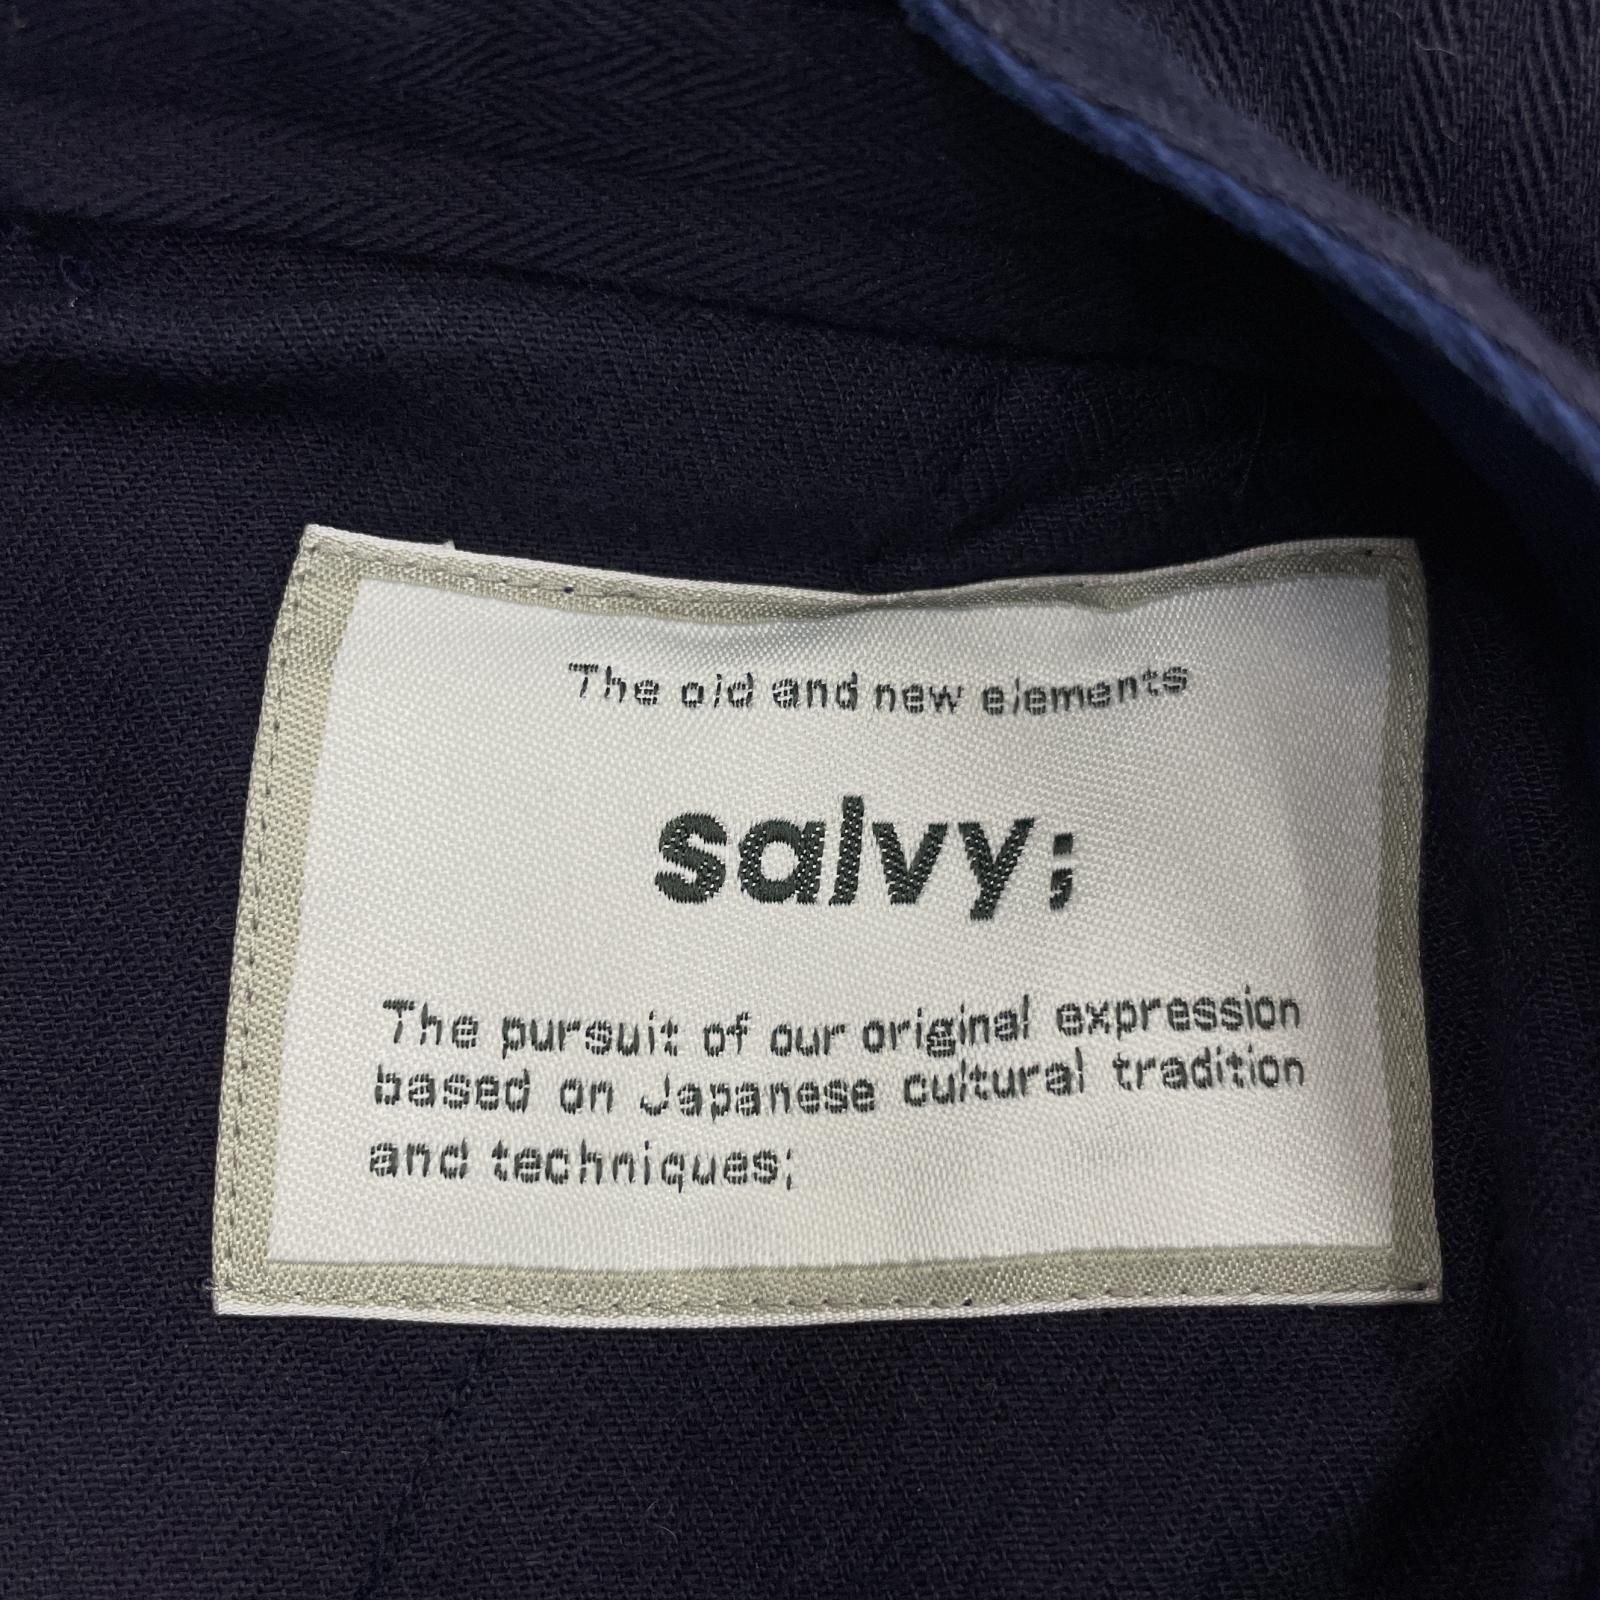 The old and new elements
salvy;
The pursuit of our original expression
based on Japanese cultural tradition
and techniques;